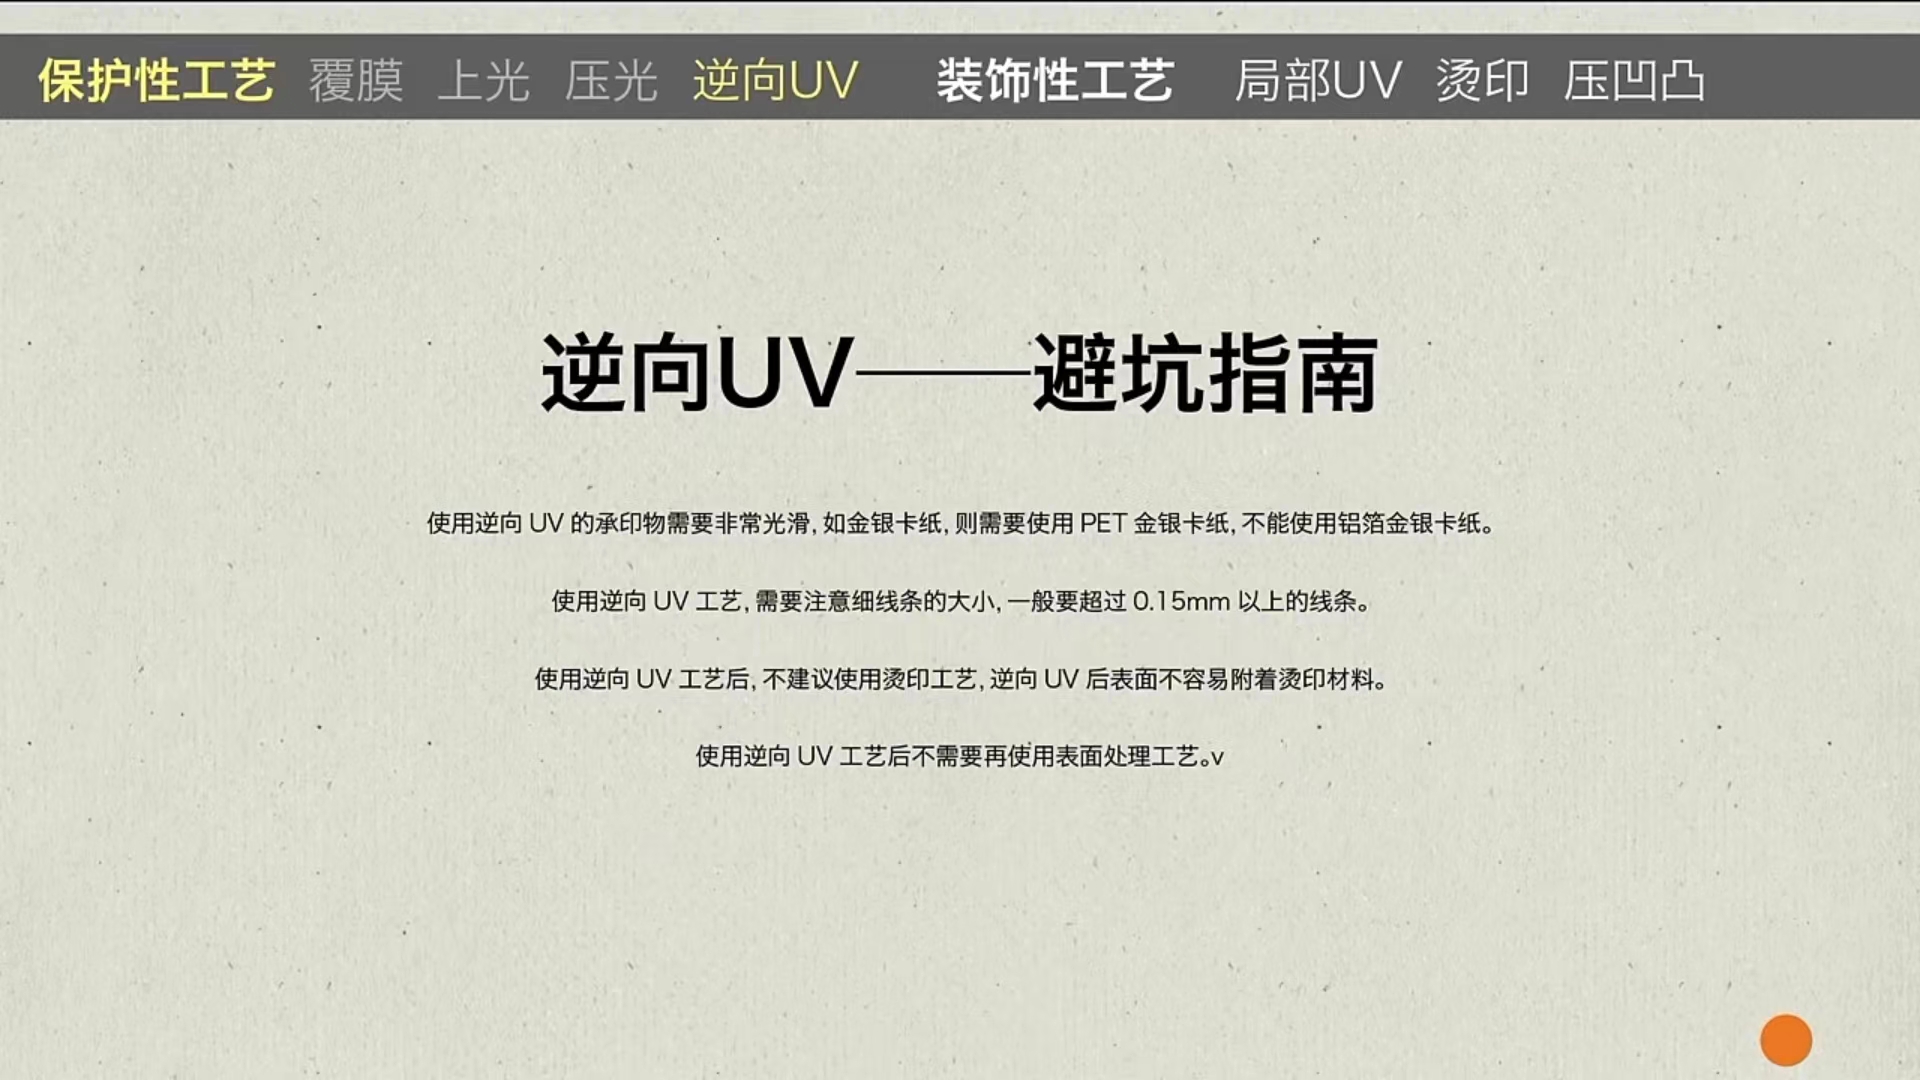 保护性工艺 覆膜 上光 压光 逆向UV 装饰性工艺 局部UV 烫印 压凹凸
逆向UV——避坑指南
使用逆向 UV 的承印物需要非常光滑, 如金银卡纸, 则需要使用 PET 金银卡纸, 不能使用铝箔金银卡纸。
使用逆向 UV 工艺, 需要注意细线条的大小, 一般要超过 0.15mm 以上的线条。
使用逆向 UV 工艺后, 不建议使用烫印工艺, 逆向 UV 后表面不容易附着烫印材料。
使用逆向 UV 工艺后不需要再使用表面处理工艺。v